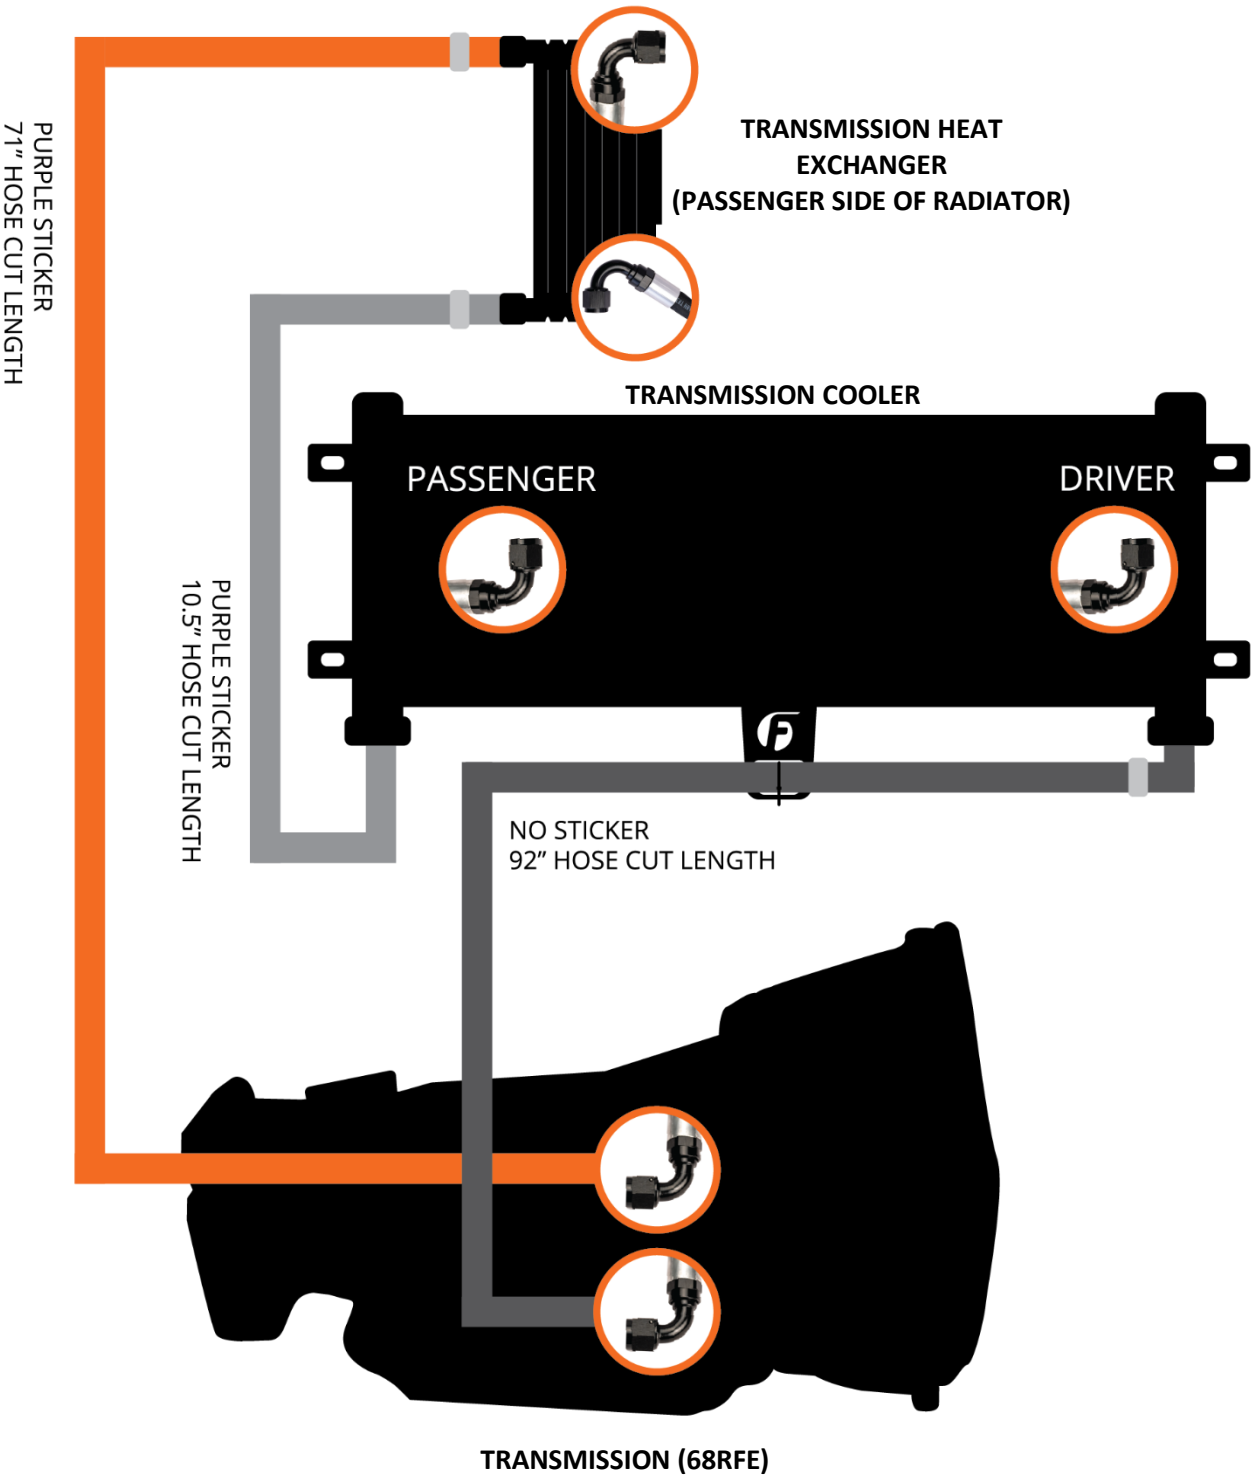 TRANSMISSION HEAT
EXCHANGER
(PASSENGER SIDE OF RADIATOR)
PURPLE STICKER
71" HOSE CUT LENGTH
TRANSMISSION COOLER
PASSENGER
DRIVER
PURPLE STICKER
10.5" HOSE CUT LENGTH
F
NO STICKER
92" HOSE CUT LENGTH
TRANSMISSION (68RFE)